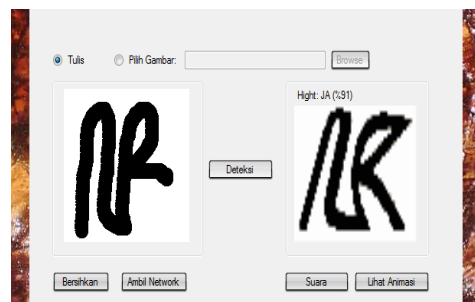 Tulis Pilih Gambar: Browse
Hight: JA (%91)
Deteksi
Bersihkan Ambil Network Suara Lihat Animasi